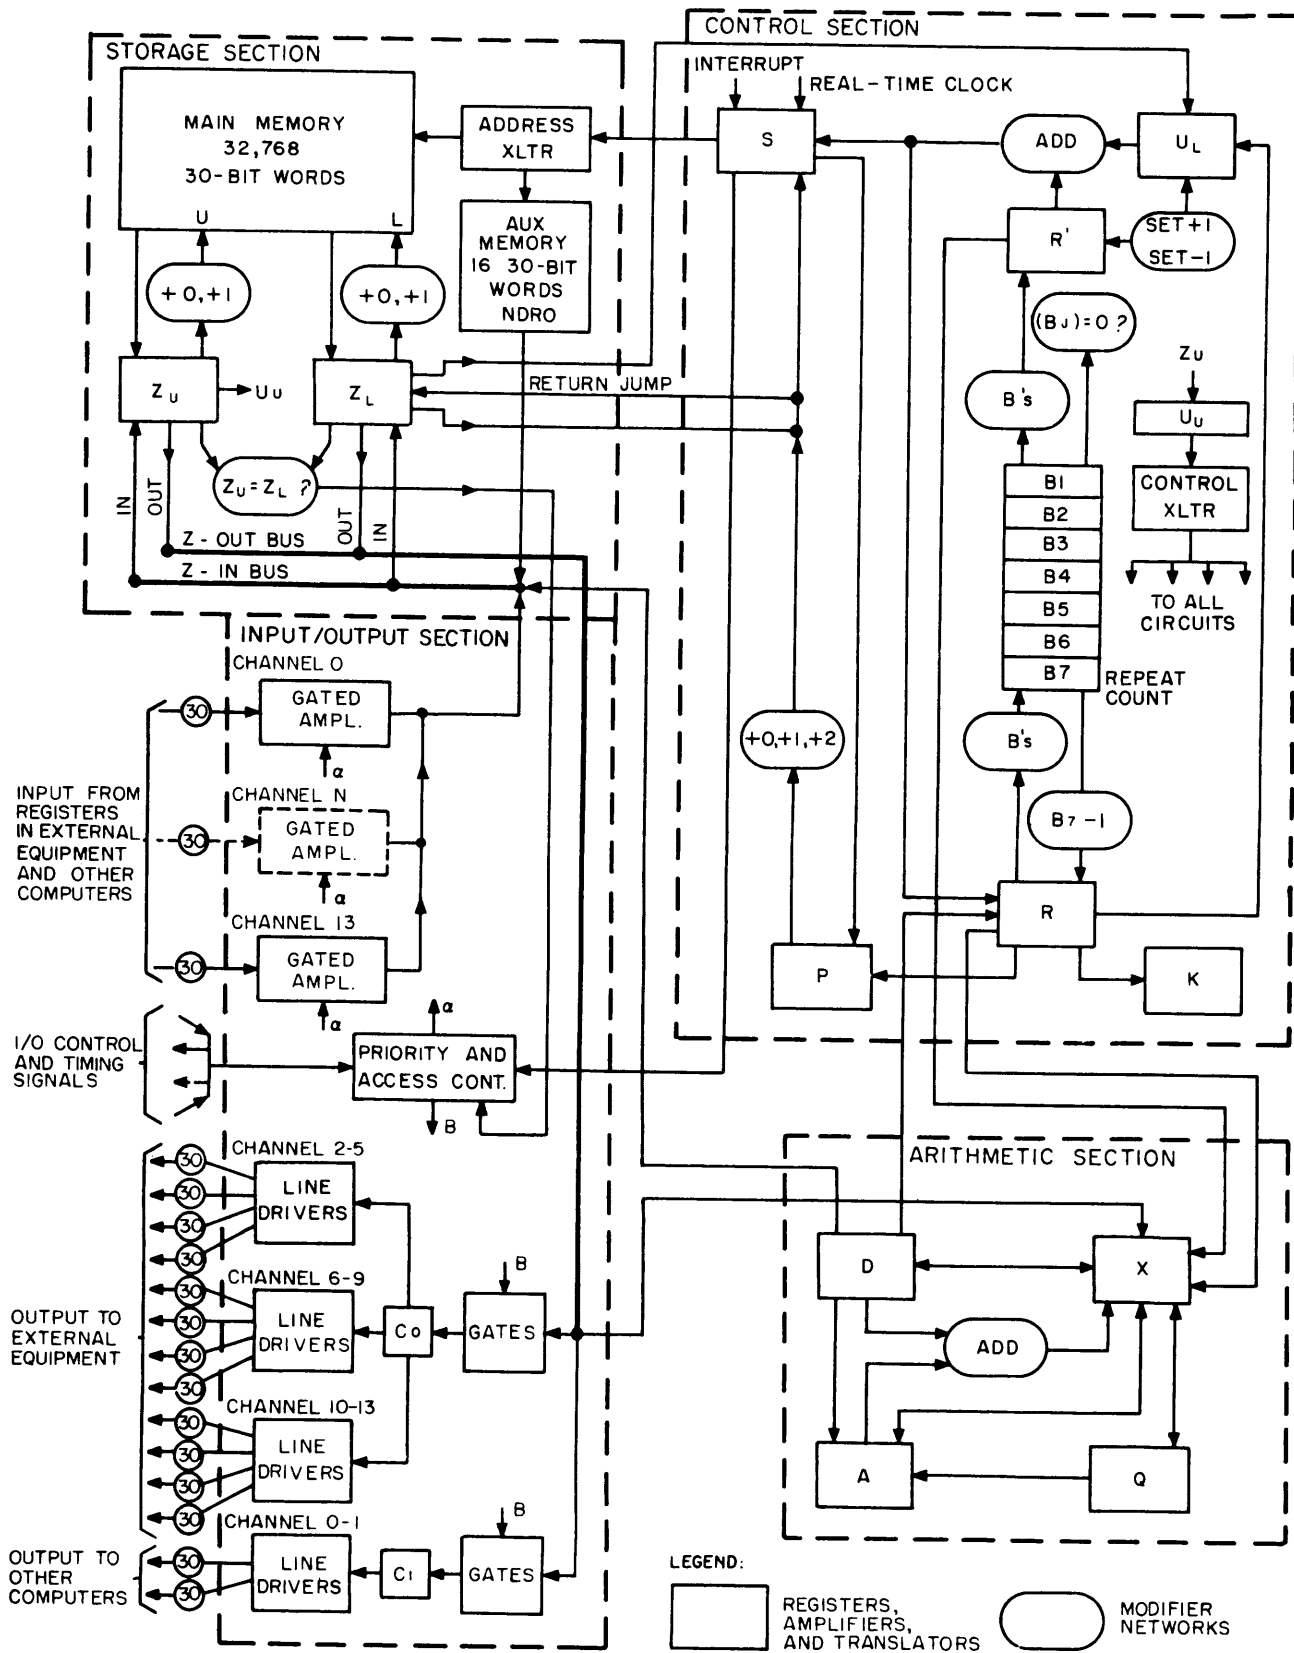 STORAGE SECTION
MAIN MEMORY
32,768
30-BIT WORDS
U
L
ADDRESS
XLTR
AUX
MEMORY
16 30-BIT
WORDS
NDRO
+0,+1
+0,+1
ZU
UU
ZL
ZU=ZL ?
IN
OUT
OUT
IN
Z - OUT BUS
Z - IN BUS
RETURN JUMP
CONTROL SECTION
INTERRUPT
REAL-TIME CLOCK
S
ADD
UL
R'
SET+1
SET-1
(BJ)=0 ?
B's
ZU
UU
CONTROL
XLTR
TO ALL
CIRCUITS
B1
B2
B3
B4
B5
B6
B7
REPEAT
COUNT
+0,+1,+2
B's
B7-1
R
P
K
INPUT/OUTPUT SECTION
CHANNEL 0
30
GATED
AMPL.
α
CHANNEL N
30
GATED
AMPL.
α
CHANNEL 13
30
GATED
AMPL.
α
INPUT FROM
REGISTERS
IN EXTERNAL
EQUIPMENT
AND OTHER
COMPUTERS
I/O CONTROL
AND TIMING
SIGNALS
α
PRIORITY AND
ACCESS CONT.
B
CHANNEL 2-5
30
30
30
30
LINE
DRIVERS
CHANNEL 6-9
30
30
30
30
LINE
DRIVERS
CO
B
GATES
OUTPUT TO
EXTERNAL
EQUIPMENT
CHANNEL 10-13
30
30
30
30
LINE
DRIVERS
CHANNEL 0-1
30
30
LINE
DRIVERS
C1
B
GATES
OUTPUT TO
OTHER
COMPUTERS
ARITHMETIC SECTION
D
X
ADD
A
Q
LEGEND:
REGISTERS,
AMPLIFIERS,
AND TRANSLATORS
MODIFIER
NETWORKS